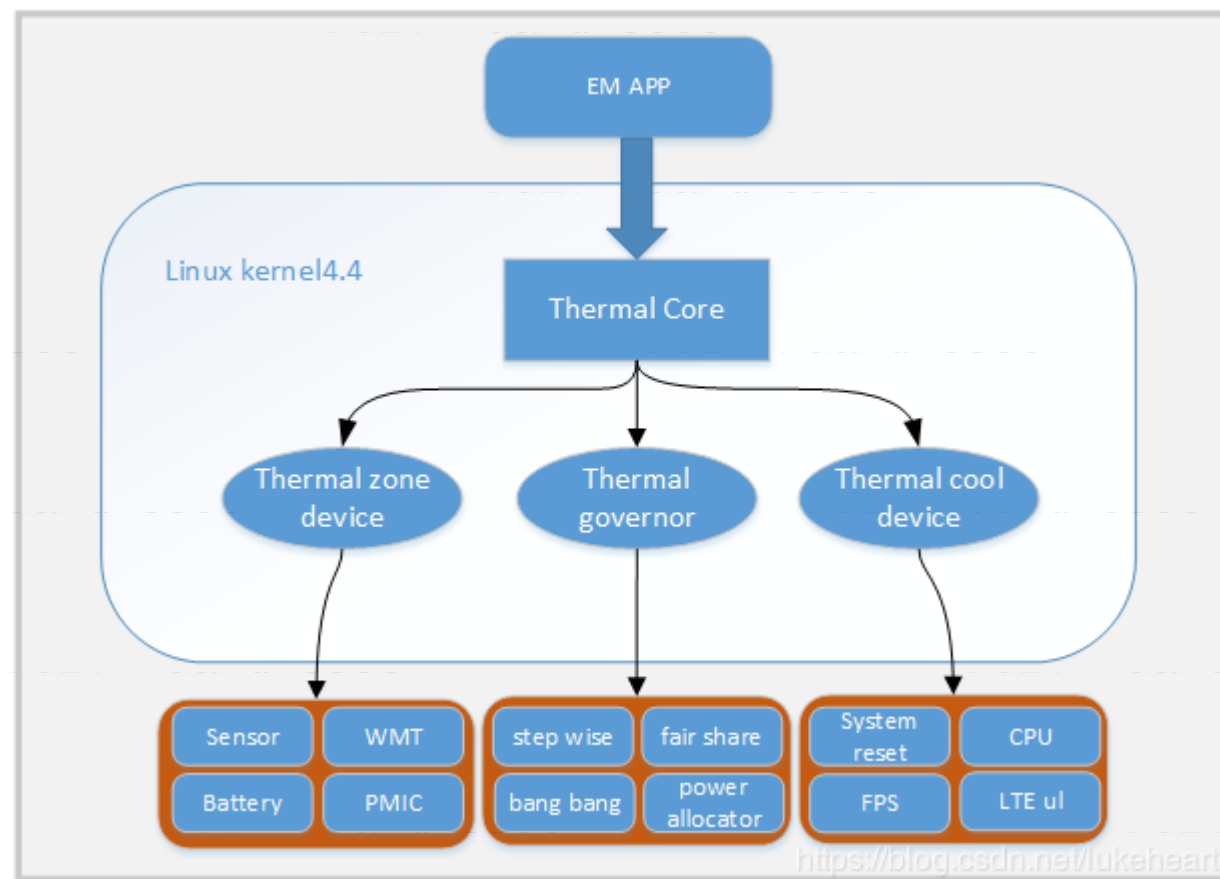 EM APP
Linux kernel4.4
Thermal Core
Thermal zone
device
Thermal
governor
Thermal cool
device
Sensor
WMT
Battery
PMIC
step wise
fair share
bang bang
power
allocator
System
reset
CPU
FPS
LTE ul
https://blog.csdn.net/lukeheart